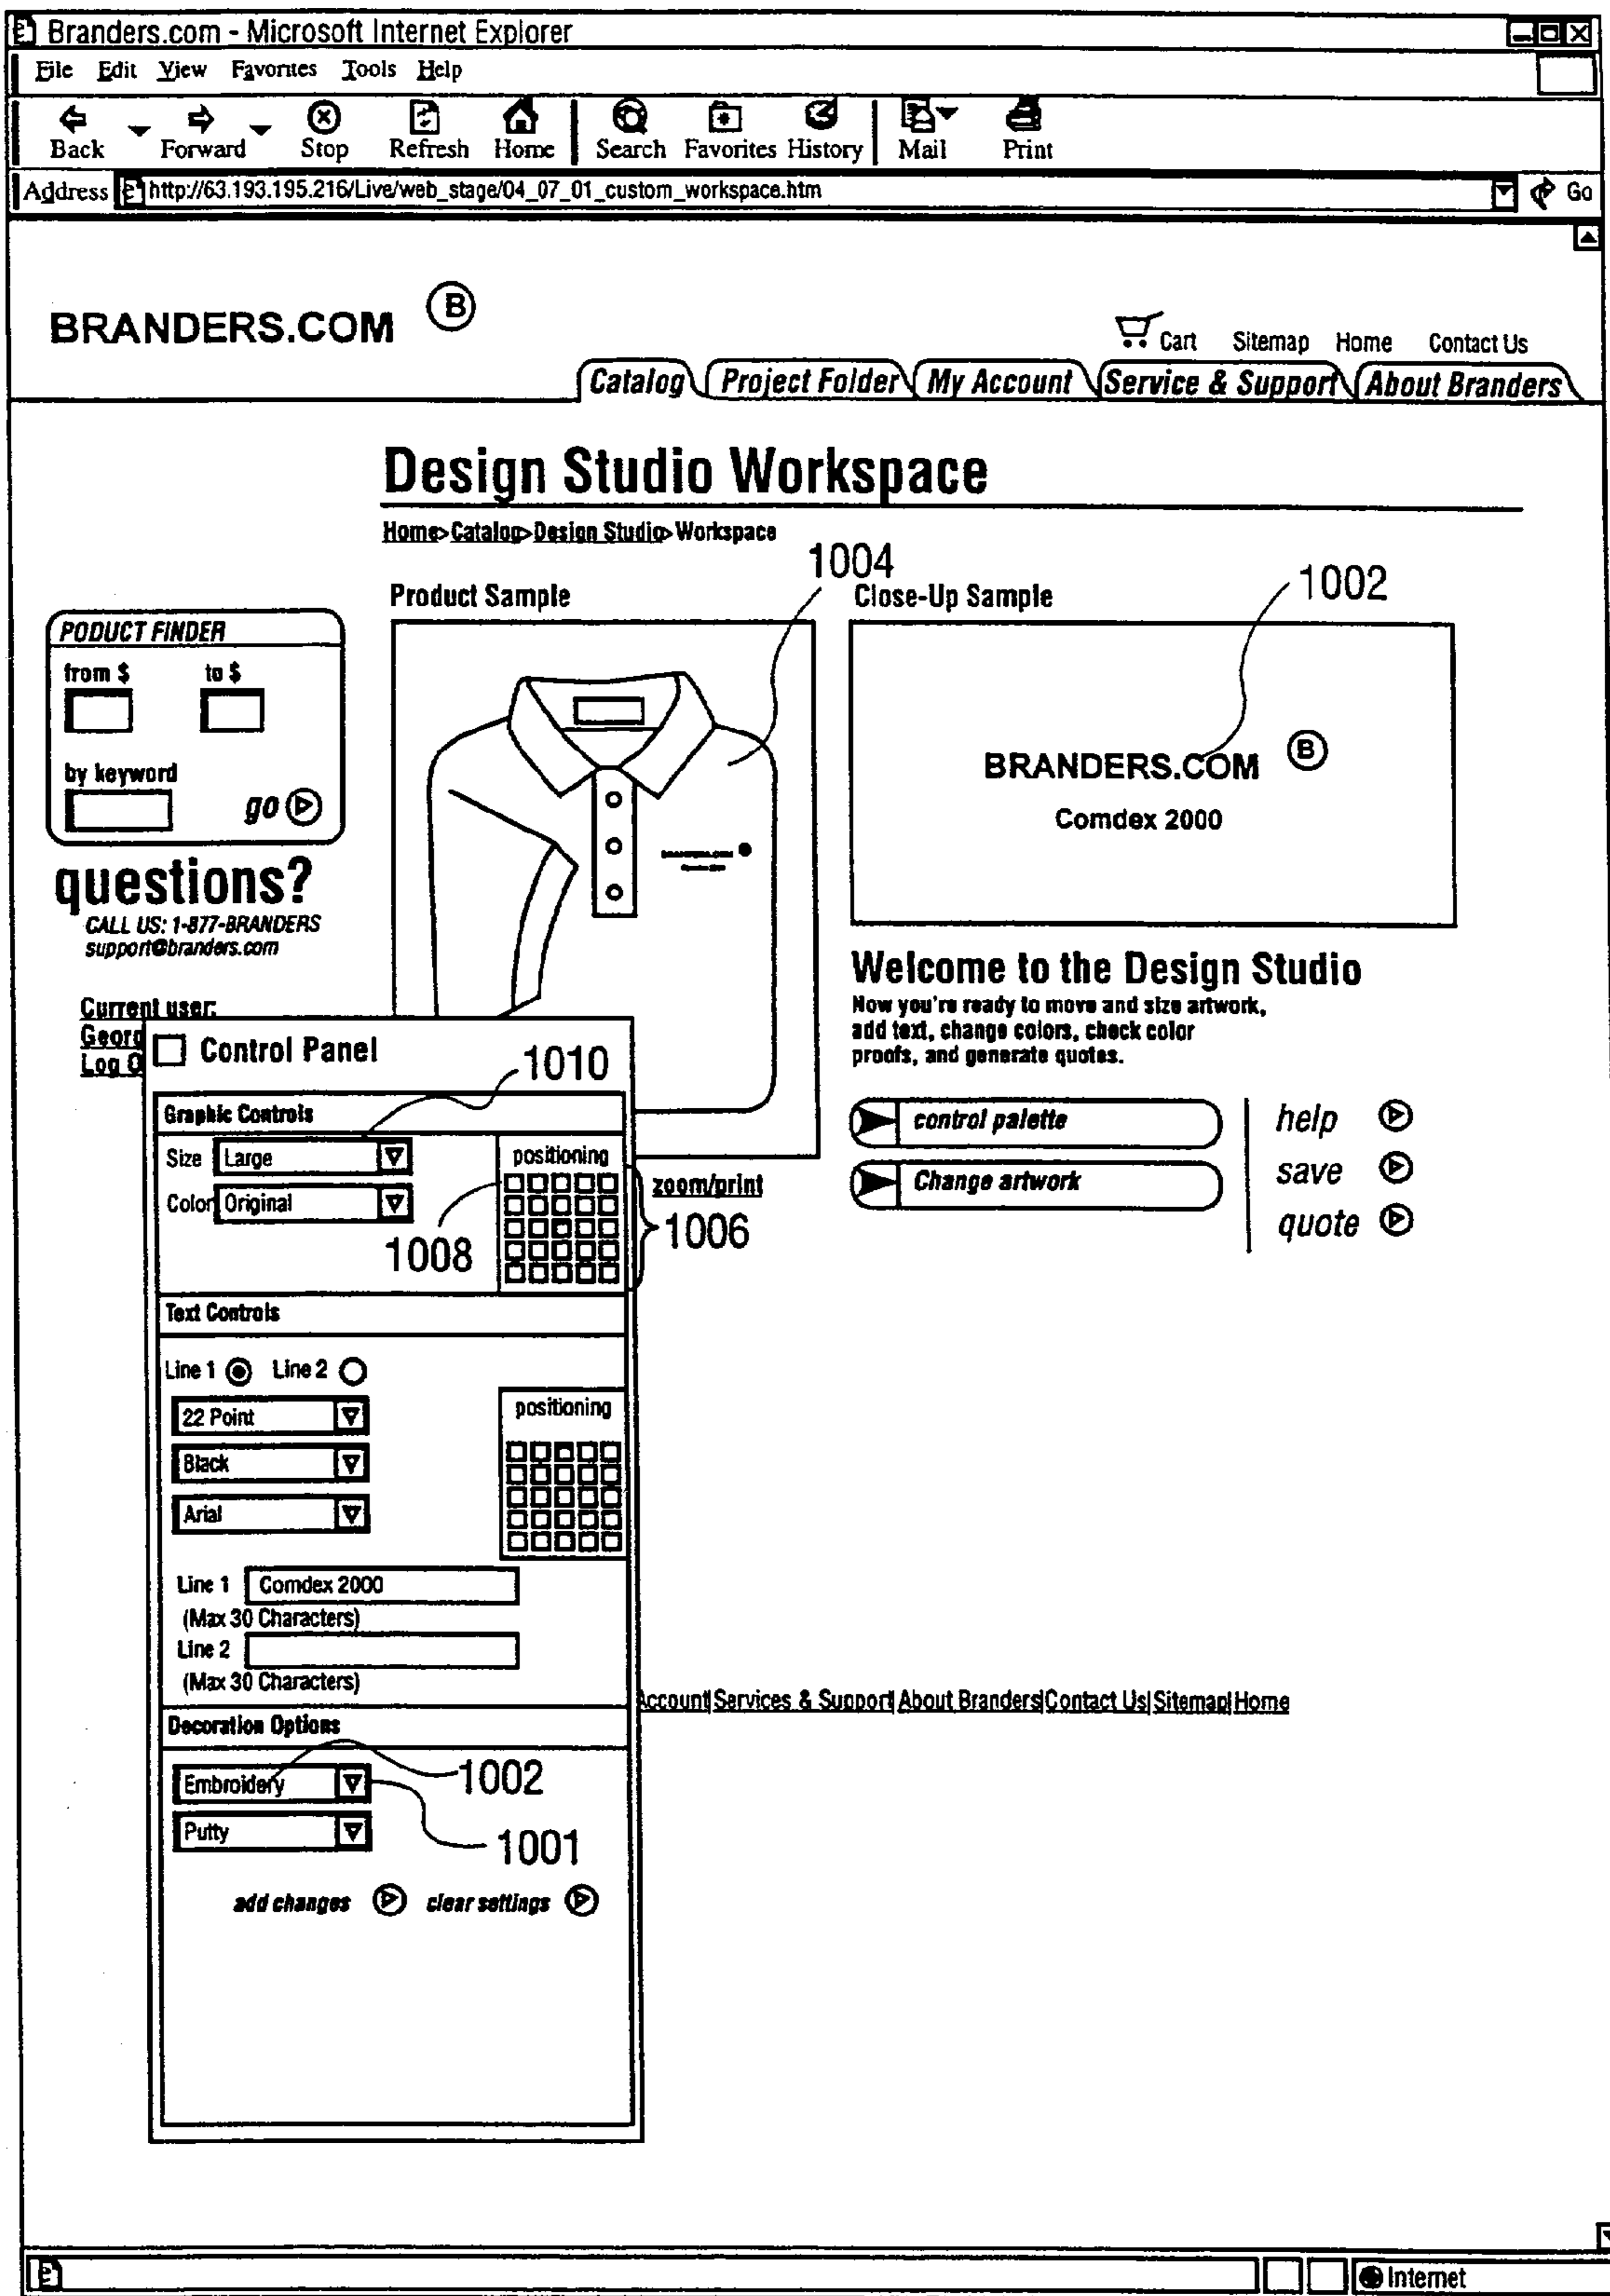 Branders.com - Microsoft Internet Explorer
File Edit View Favorites Tools Help
Back Forward Stop Refresh Home Search Favorites History Mail Print
Address http://63.193.195.216/Live/web_stage/04_07_01_custom_workspace.htm Go
BRANDERS.COM B
Cart Sitemap Home Contact Us
Catalog Project Folder My Account Service & Support About Branders
Design Studio Workspace
Home>Catalog>Design Studio>Workspace
1004
1002
Product Sample
Close-Up Sample
PODUCT FINDER
from $ to $
by keyword
go
BRANDERS.COM B
Comdex 2000
questions?
CALL US: 1-877-BRANDERS
support@branders.com
Welcome to the Design Studio
Now you're ready to move and size artwork,
add text, change colors, check color
proofs, and generate quotes.
Current user:
Georg
Log O
Control Panel
1010
Graphic Controls
Size Large
positioning
Color Original
1008
zoom/print
1006
control palette
Change artwork
help
save
quote
Text Controls
Line 1 Line 2
22 Point
positioning
Black
Arial
Line 1 Comdex 2000
(Max 30 Characters)
Line 2
(Max 30 Characters)
Account|Services & Support|About Branders|Contact Us|Sitemap|Home
Decoration Options
Embroidery
1002
Putty
1001
add changes clear settings
Internet